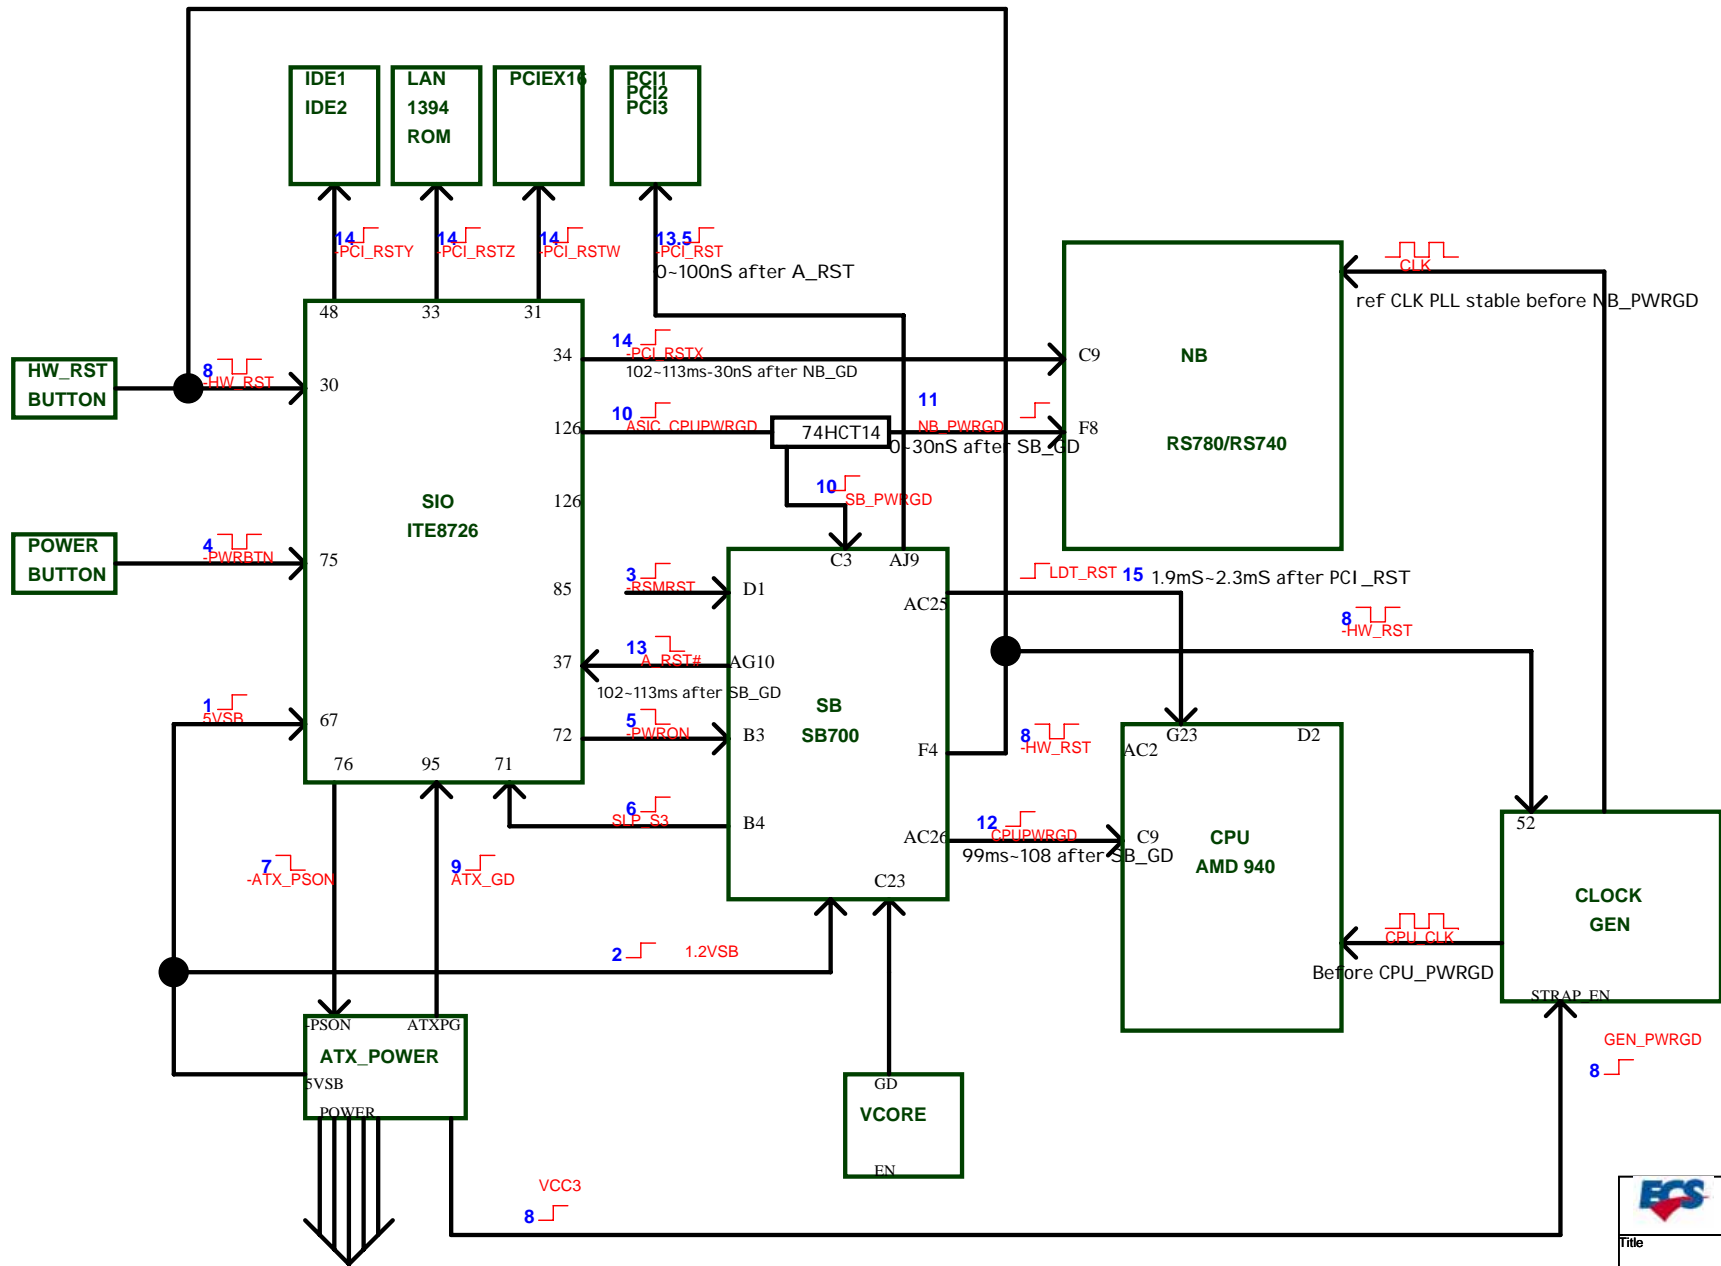 IDE1
IDE2
LAN
1394
ROM
PCIEX16
PCI1
PCI2
PCI3
14
-PCI_RSTY
14
-PCI_RSTZ
14
-PCI_RSTW
13.5
-PCI_RST
0~100nS after A_RST
CLK
ref CLK PLL stable before NB_PWRGD
HW_RST
BUTTON
8
-HW_RST
POWER
BUTTON
4
-PWRBTN
1
5VSB
48
33
31
34
30
126
126
75
85
37
67
72
76
95
71
SIO
ITE8726
14
-PCI_RSTX
102~113ms-30nS after NB_GD
10
ASIC_CPUPWRGD
74HCT14
11
NB_PWRGD
0~30nS after SB_GD
10
SB_PWRGD
C9
NB
F8
RS780/RS740
3
-RSMRST
13
A_RST#
102~113ms after SB_GD
5
-PWRON
6
SLP_S3
C3
AJ9
D1
AC25
AG10
SB
SB700
B3
F4
B4
AC26
C23
LDT_RST
15
1.9mS~2.3mS after PCI_RST
8
-HW_RST
8
-HW_RST
12
CPUPWRGD
99ms~108 after SB_GD
G23
D2
AC2
C9
CPU
AMD 940
52
CLOCK
GEN
STRAP_EN
CPU_CLK
Before CPU_PWRGD
GEN_PWRGD
8
7
-ATX_PSON
9
ATX_GD
2
1.2VSB
-PSON
ATXPG
ATX_POWER
5VSB
POWER
GD
VCORE
EN
VCC3
8
ECS
Title